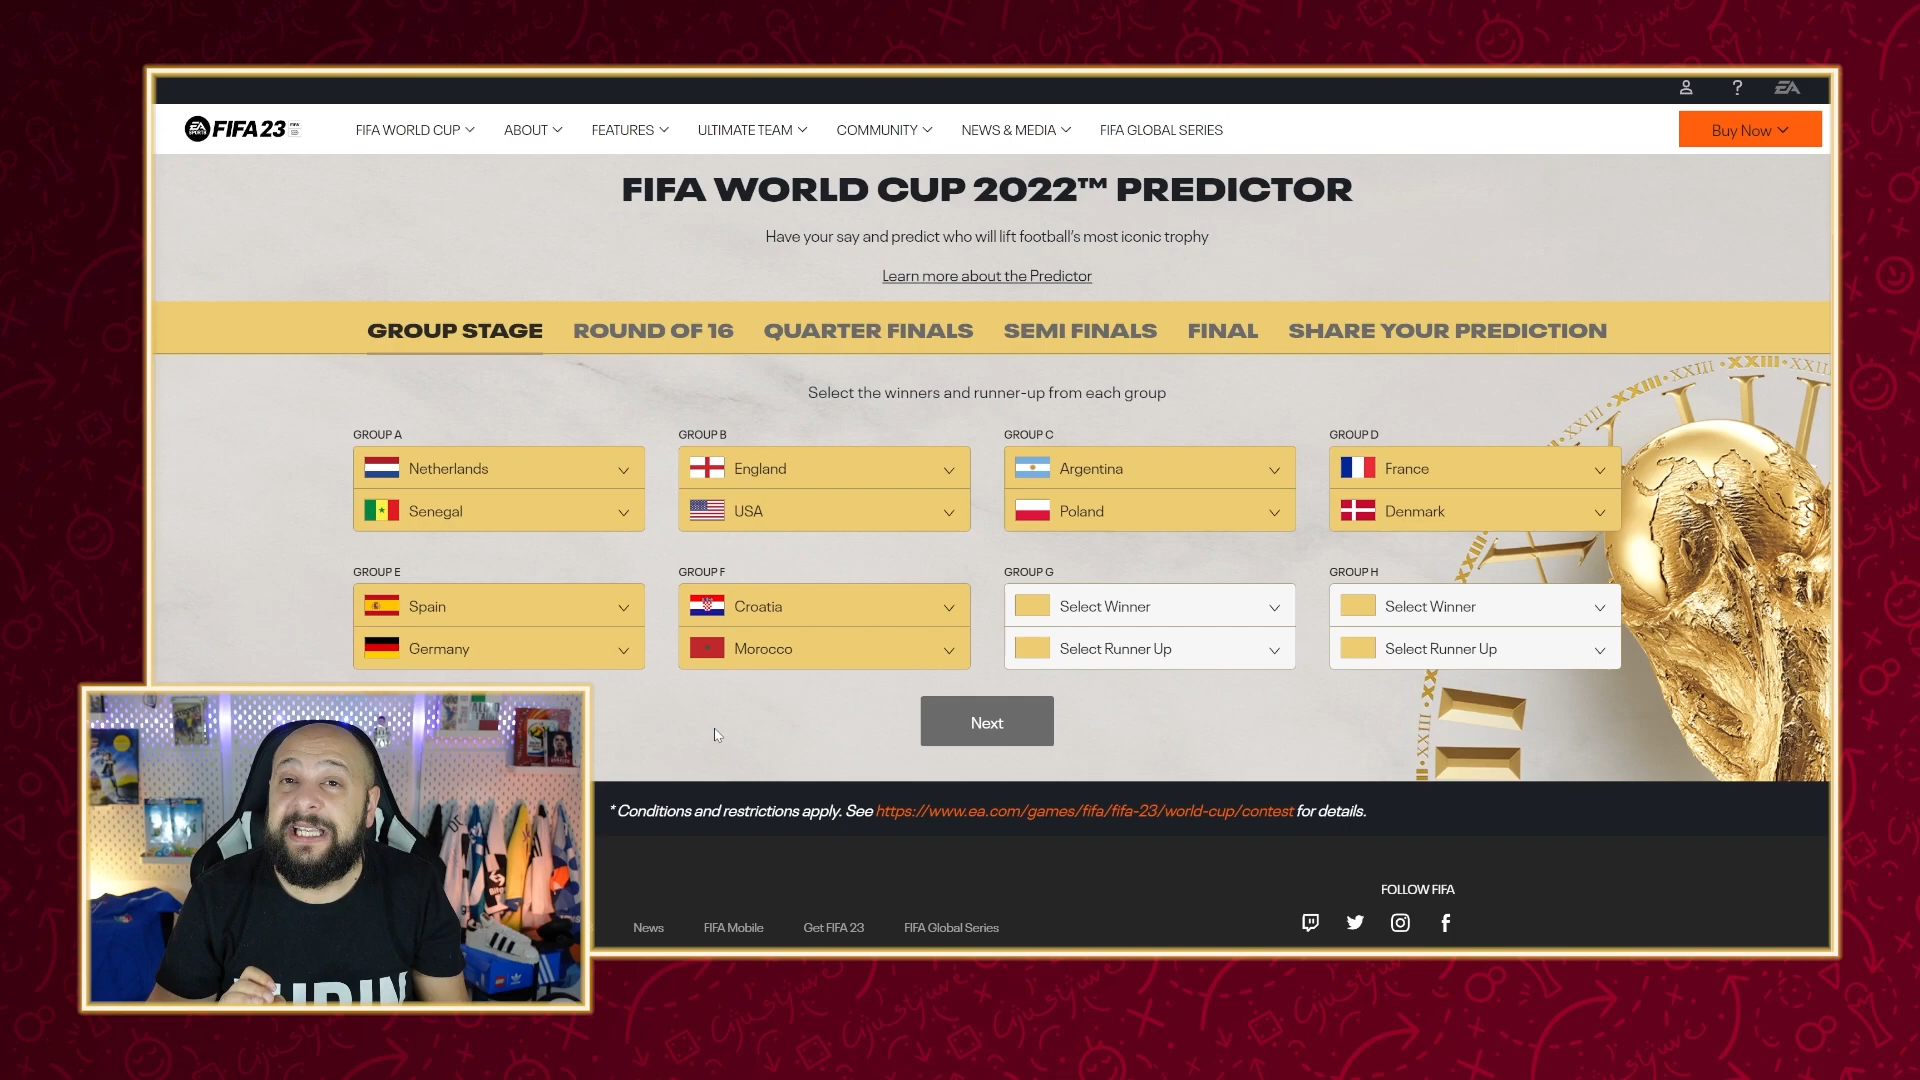 EA SPORTS FIFA 23
FIFA WORLD CUP ABOUT FEATURES ULTIMATE TEAM COMMUNITY NEWS & MEDIA FIFA GLOBAL SERIES
Buy Now
FIFA WORLD CUP 2022™ PREDICTOR
Have your say and predict who will lift football's most iconic trophy
Learn more about the Predictor
GROUP STAGE ROUND OF 16 QUARTER FINALS SEMI FINALS FINAL SHARE YOUR PREDICTION
Select the winners and runner-up from each group
GROUP A
Netherlands
Senegal
GROUP B
England
USA
GROUP C
Argentina
Poland
GROUP D
France
Denmark
GROUP E
Spain
Germany
GROUP F
Croatia
Morocco
GROUP G
Select Winner
Select Runner Up
GROUP H
Select Winner
Select Runner Up
Next
* Conditions and restrictions apply. See https://www.ea.com/games/fifa/fifa-23/world-cup/contest for details.
FOLLOW FIFA
News FIFA Mobile Get FIFA 23 FIFA Global Series